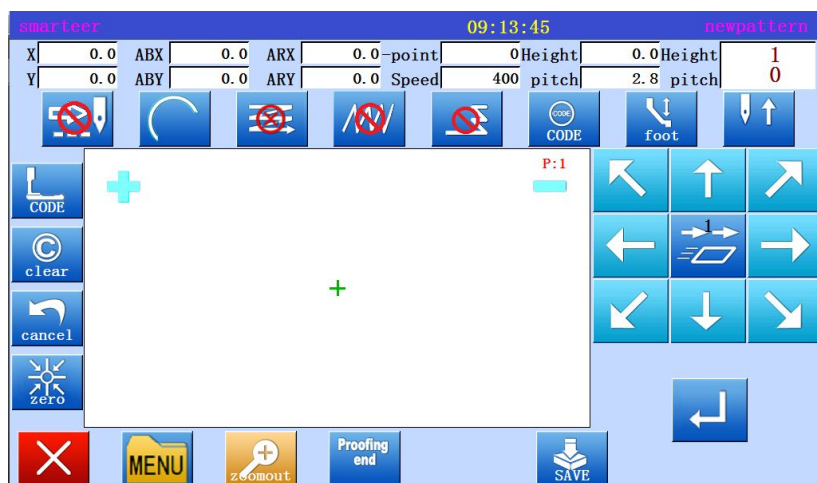 smarteer 09:13:45 newpattern
X 0.0 ABX 0.0 ARX 0.0 -point 0 Height 0.0 Height 1
Y 0.0 ABY 0.0 ARY 0.0 Speed 400 pitch 2.8 pitch 0
CODE
CODE
foot
P:1
CODE
1
C
clear
cancel
zero
MENU
zoomout
Proofing
end
SAVE